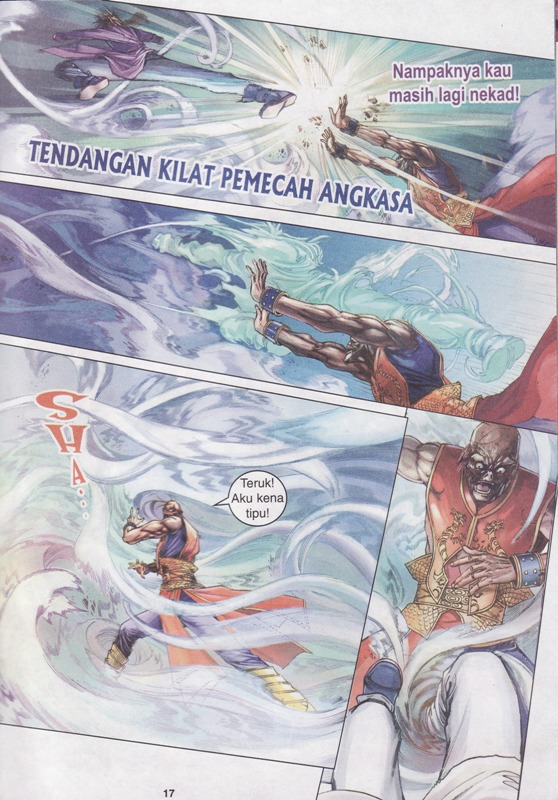 Nampaknya kau
masih lagi nekad!
TENDANGAN KILAT PEMECAH ANGKASA
SHA...
Teruk!
Aku kena
tipu!
17